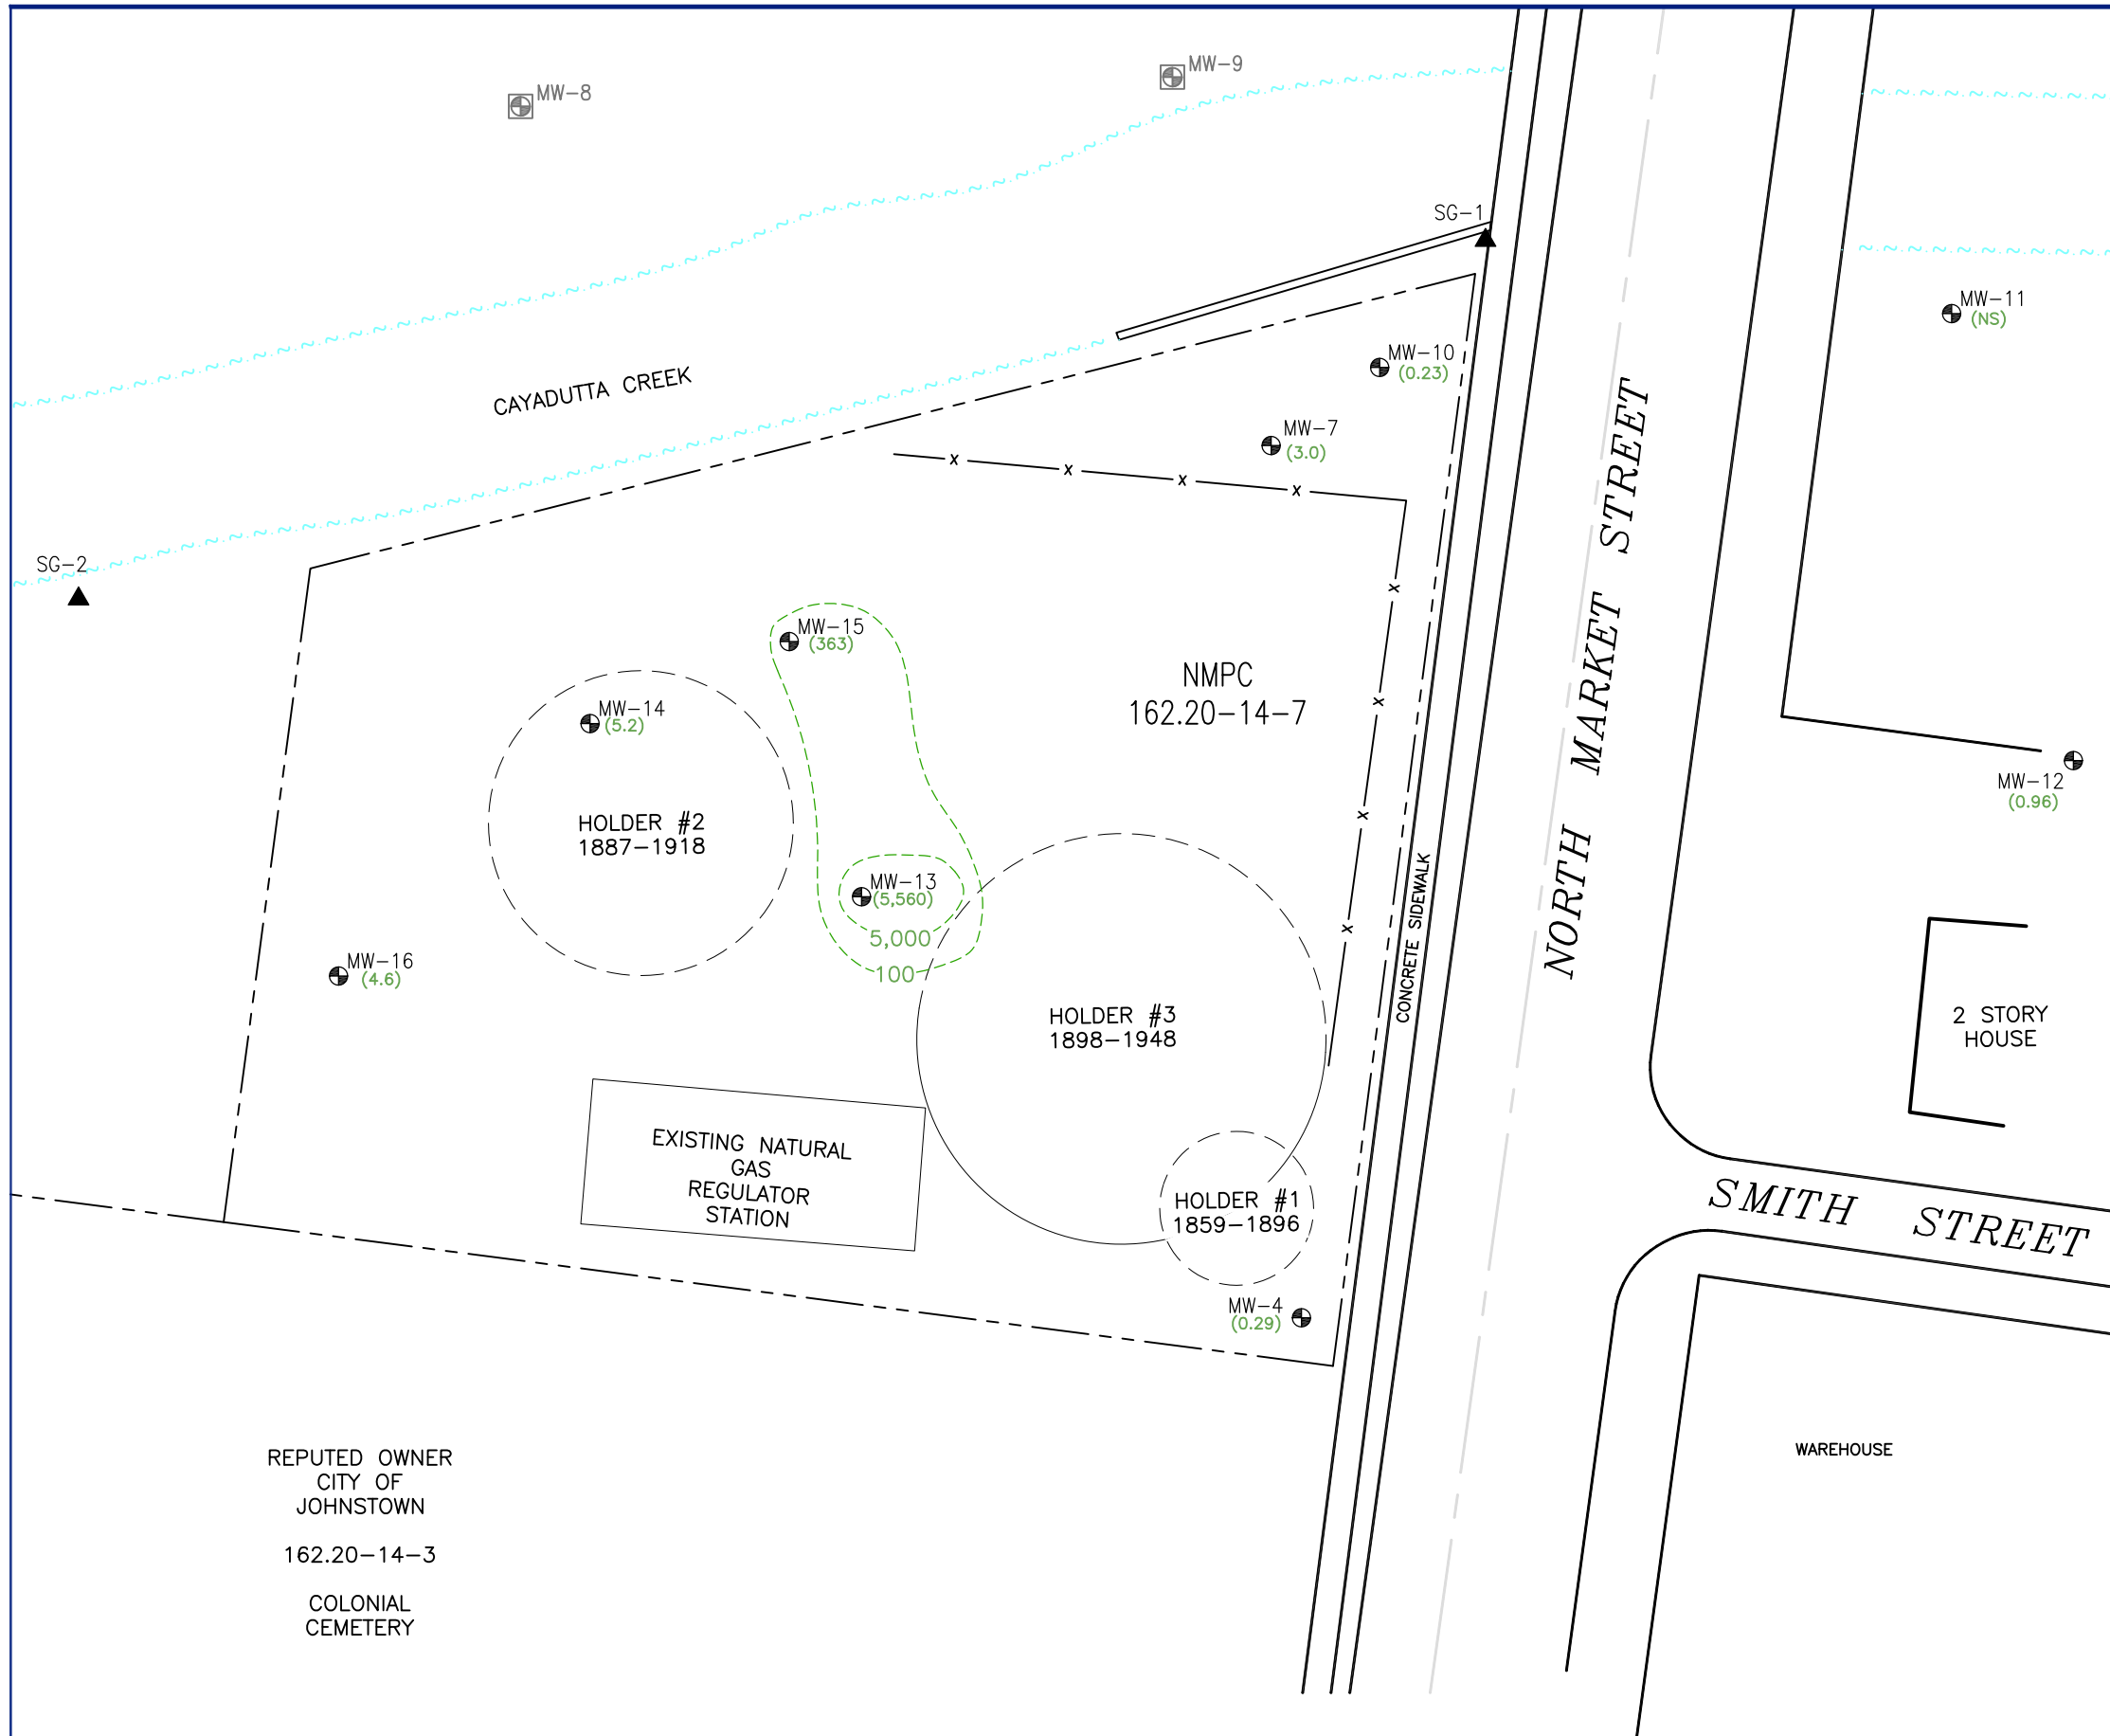 MW-8
MW-9
SG-1
MW-11
(NS)
MW-10
(0.23)
CAYADUTTA CREEK
MW-7
(3.0)
SG-2
MW-15
(363)
NMPC
162.20-14-7
MW-14
(5.2)
NORTH MARKET STREET
MW-12
(0.96)
HOLDER #2
1887-1918
MW-13
(5,560)
5,000
100
CONCRETE SIDEWALK
MW-16
(4.6)
HOLDER #3
1898-1948
2 STORY
HOUSE
EXISTING NATURAL
GAS
REGULATOR
STATION
HOLDER #1
1859-1896
SMITH STREET
MW-4
(0.29)
WAREHOUSE
REPUTED OWNER
CITY OF
JOHNSTOWN
162.20-14-3
COLONIAL
CEMETERY